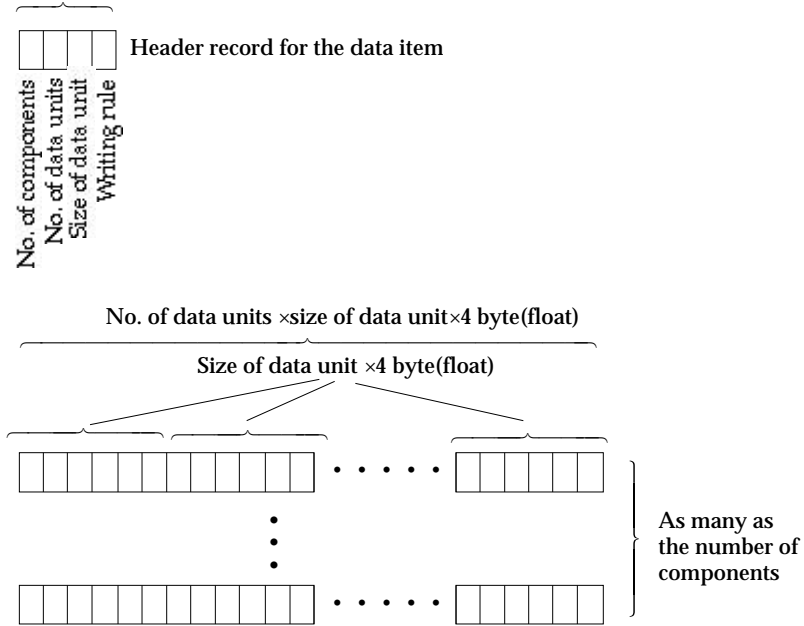 Header record for the data item
No. of components
No. of data units
Size of data unit
Writing rule
No. of data units ×size of data unit×4 byte(float)
Size of data unit ×4 byte(float)
As many as
the number of
components